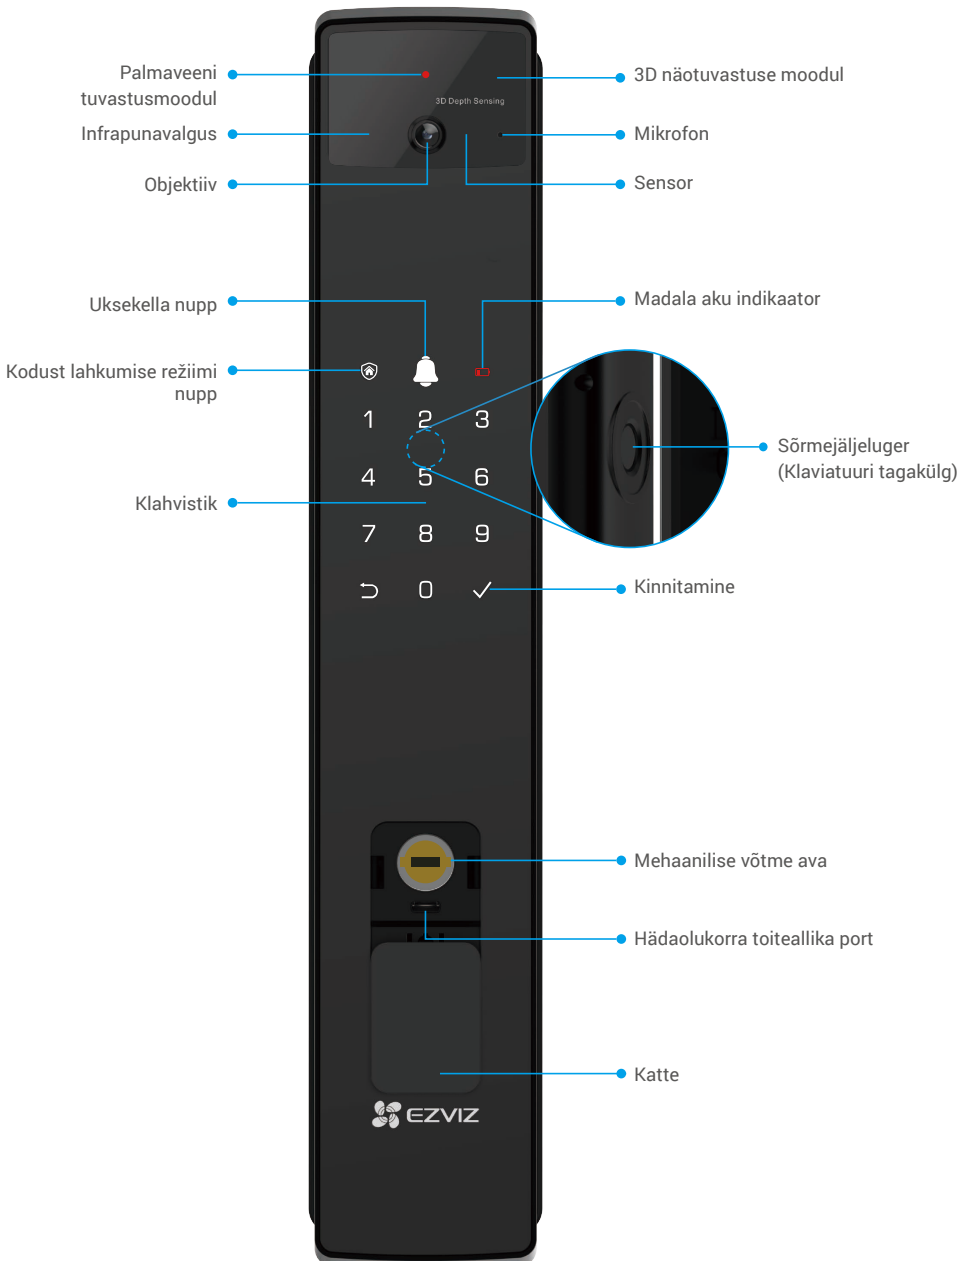 Palmaveeni
tuvastusmoodul
3D näotuvastuse moodul
3D Depth Sensing
Infrapunavalgus
Mikrofon
Objektiiv
Sensor
Uksekella nupp
Madala aku indikaator
Kodust lahkumise režiimi
nupp
1 2 3
Sõrmejäljeluger
(Klaviatuuri tagakülg)
4 5 6
Klahvistik
7 8 9
0
Kinnitamine
Mehaanilise võtme ava
Hädaolukorra toiteallika port
Katte
EZVIZ